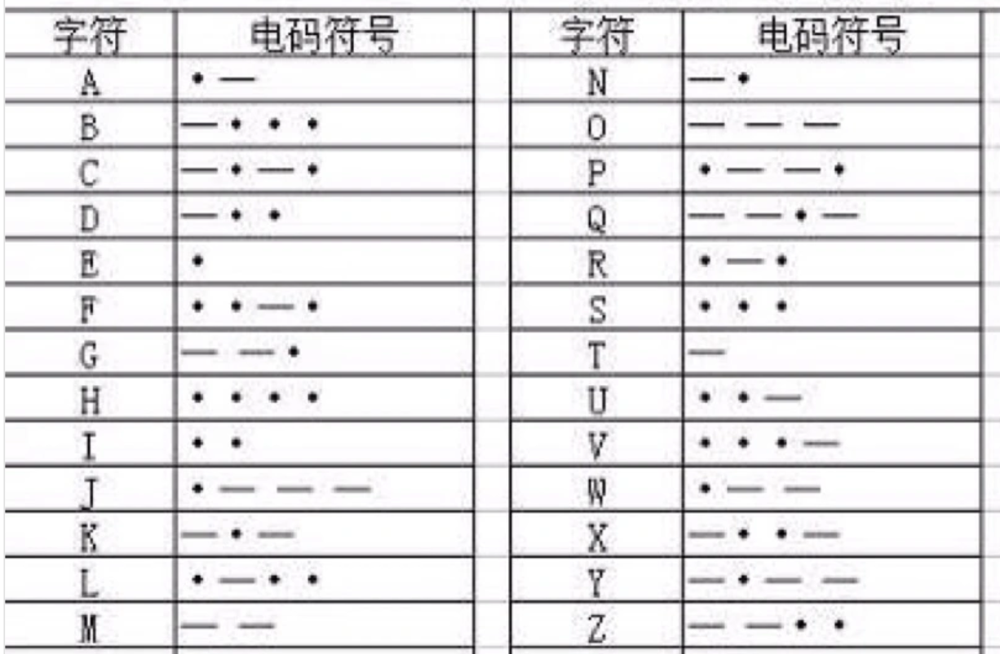 字符 电码符号 字符 电码符号
A • — N — •
B — • • • O — — —
C — • — • P • — — •
D — • • Q — — • —
E • R • — •
F • • — • S • • •
G — — • T —
H • • • • U • • —
I • • V • • • —
J • — — — W • — —
K — • — X — • • —
L • — • • Y — • — —
M — — Z — — • •